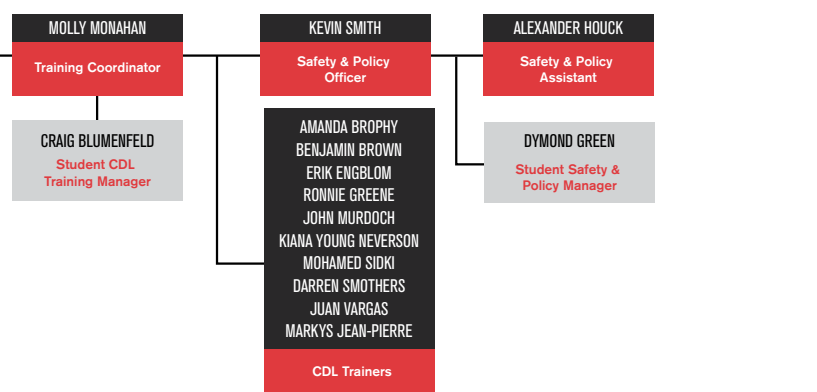 MOLLY MONAHAN
Training Coordinator
CRAIG BLUMENFELD
Student CDL
Training Manager
KEVIN SMITH
Safety & Policy
Officer
AMANDA BROPHY
BENJAMIN BROWN
ERIK ENGBLOM
RONNIE GREENE
JOHN MURDOCH
KIANA YOUNG NEVERSON
MOHAMED SIDKI
DARREN SMOTHERS
JUAN VARGAS
MARKYS JEAN-PIERRE
CDL Trainers
ALEXANDER HOUCK
Safety & Policy
Assistant
DYMOND GREEN
Student Safety &
Policy Manager